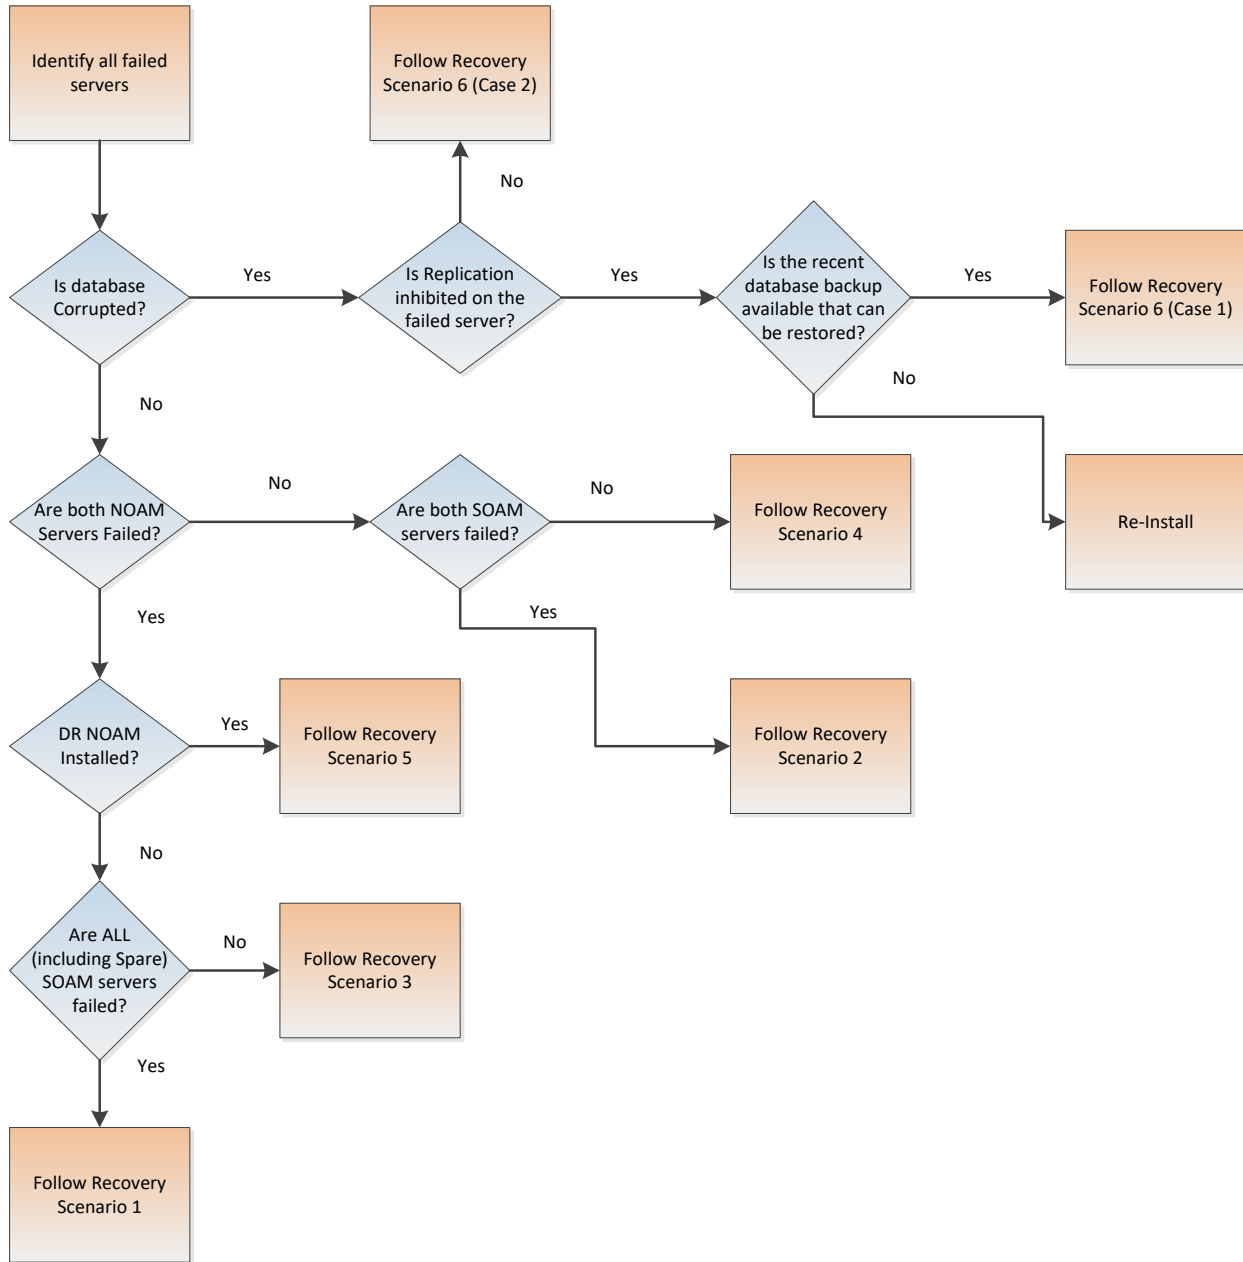 Identify all failed
servers
Follow Recovery
Scenario 6 (Case 2)
No
Is database
Corrupted?
Yes
Is Replication
inhibited on the
failed server?
Yes
Is the recent
database backup
available that can
be restored?
Yes
Follow Recovery
Scenario 6 (Case 1)
No
No
Are both NOAM
Servers Failed?
No
Are both SOAM
servers failed?
No
Follow Recovery
Scenario 4
Re-Install
Yes
Yes
DR NOAM
Installed?
Yes
Follow Recovery
Scenario 5
Follow Recovery
Scenario 2
No
Are ALL
(including Spare)
SOAM servers
failed?
No
Follow Recovery
Scenario 3
Yes
Follow Recovery
Scenario 1